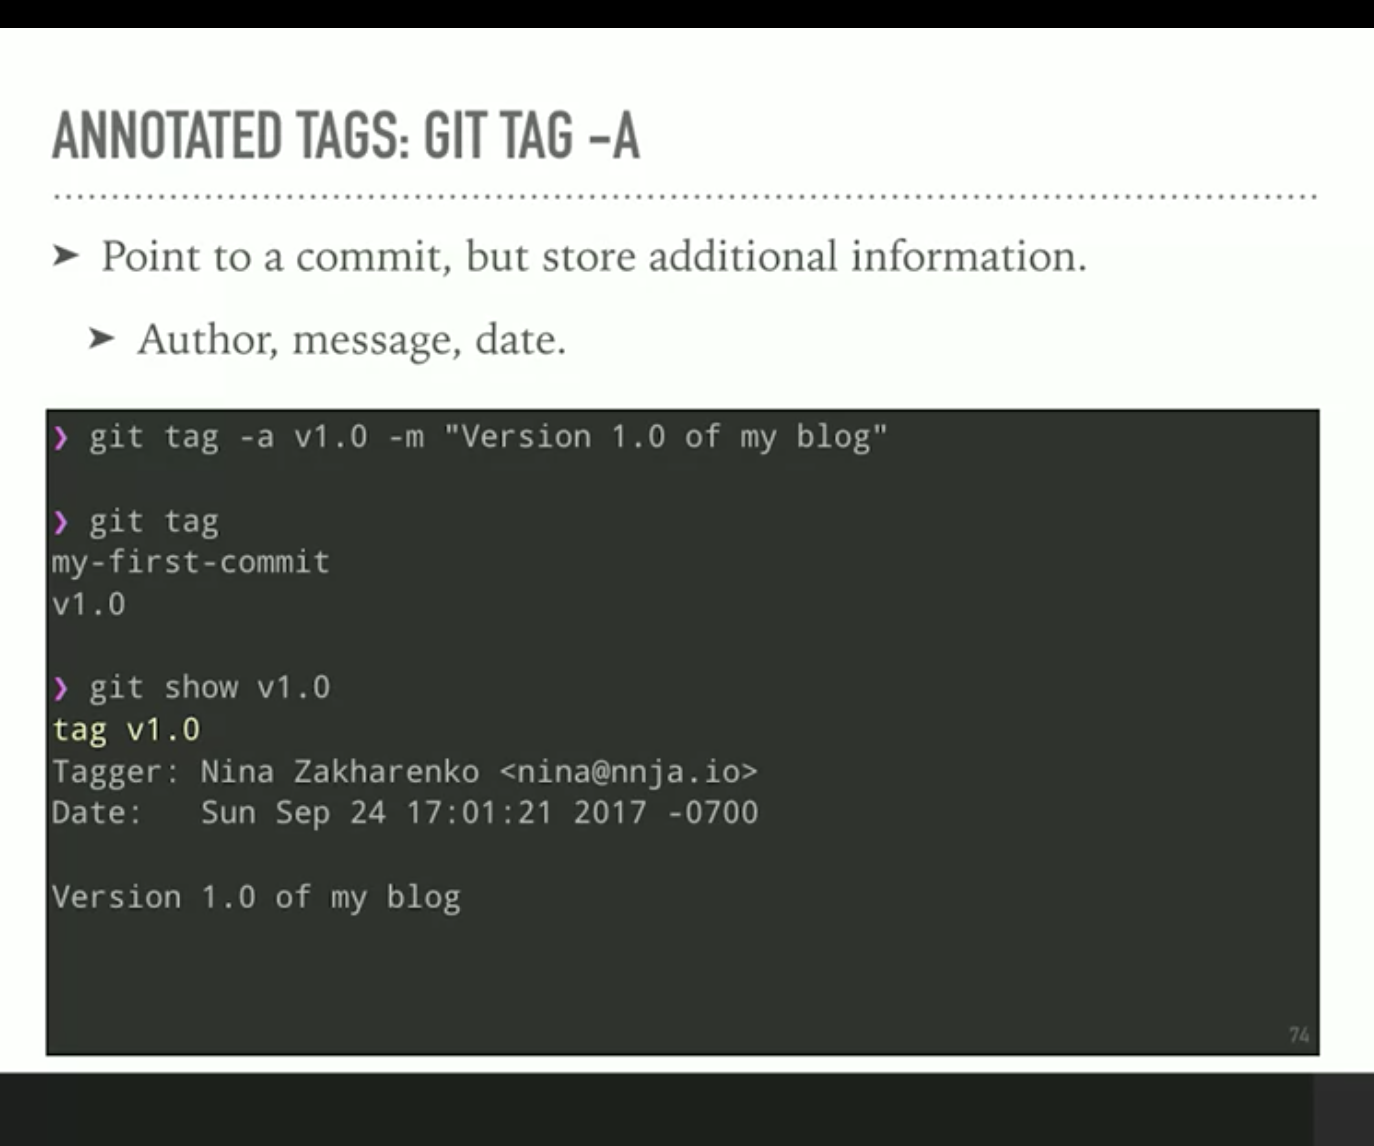 ANNOTATED TAGS: GIT TAG -A
➤ Point to a commit, but store additional information.
➤ Author, message, date.
❯ git tag -a v1.0 -m "Version 1.0 of my blog"
❯ git tag
my-first-commit
v1.0
❯ git show v1.0
tag v1.0
Tagger: Nina Zakharenko <nina@nnja.io>
Date:   Sun Sep 24 17:01:21 2017 -0700
Version 1.0 of my blog
74